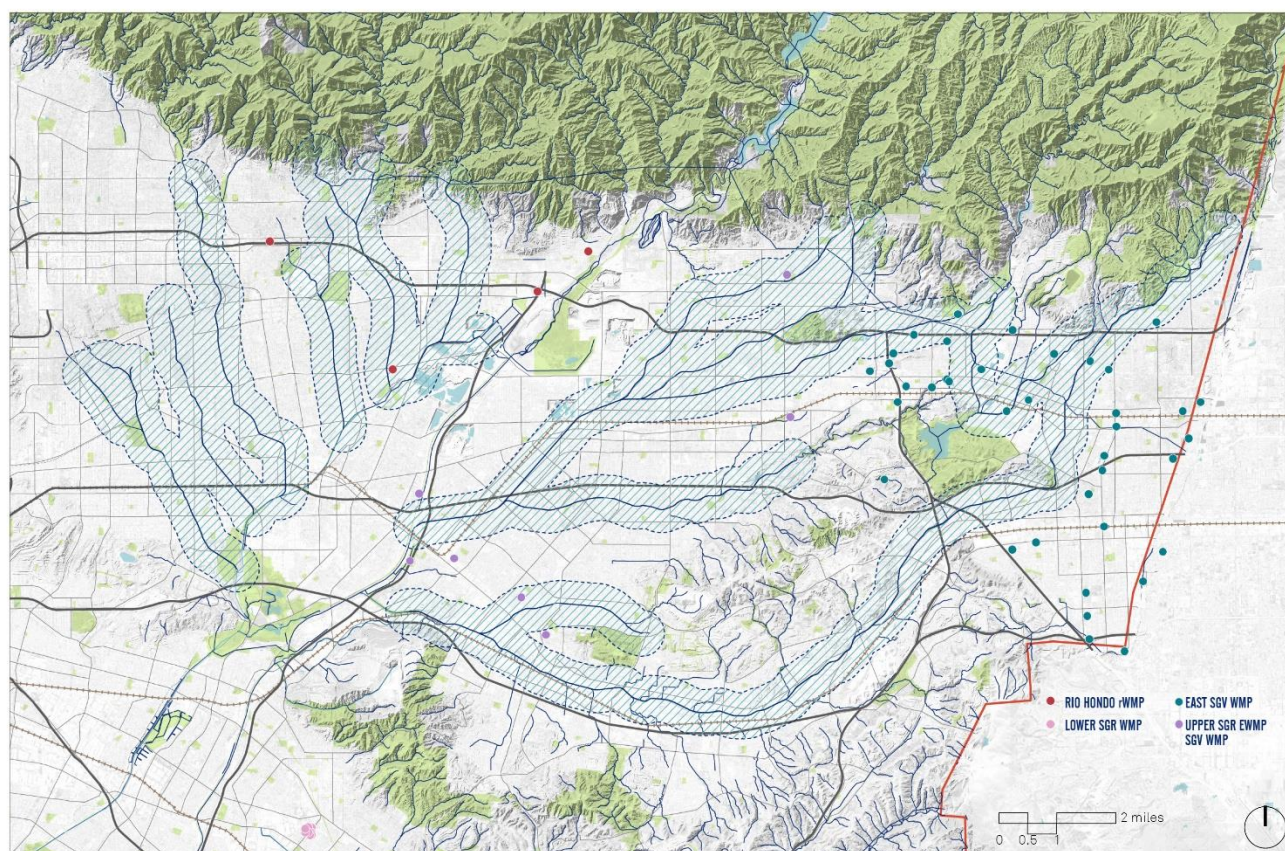 RIO HONDO rWMP
LOWER SGR WMP
EAST SGV WMP
UPPER SGR EWMP
SGV WMP
2 miles
0 0.5 1